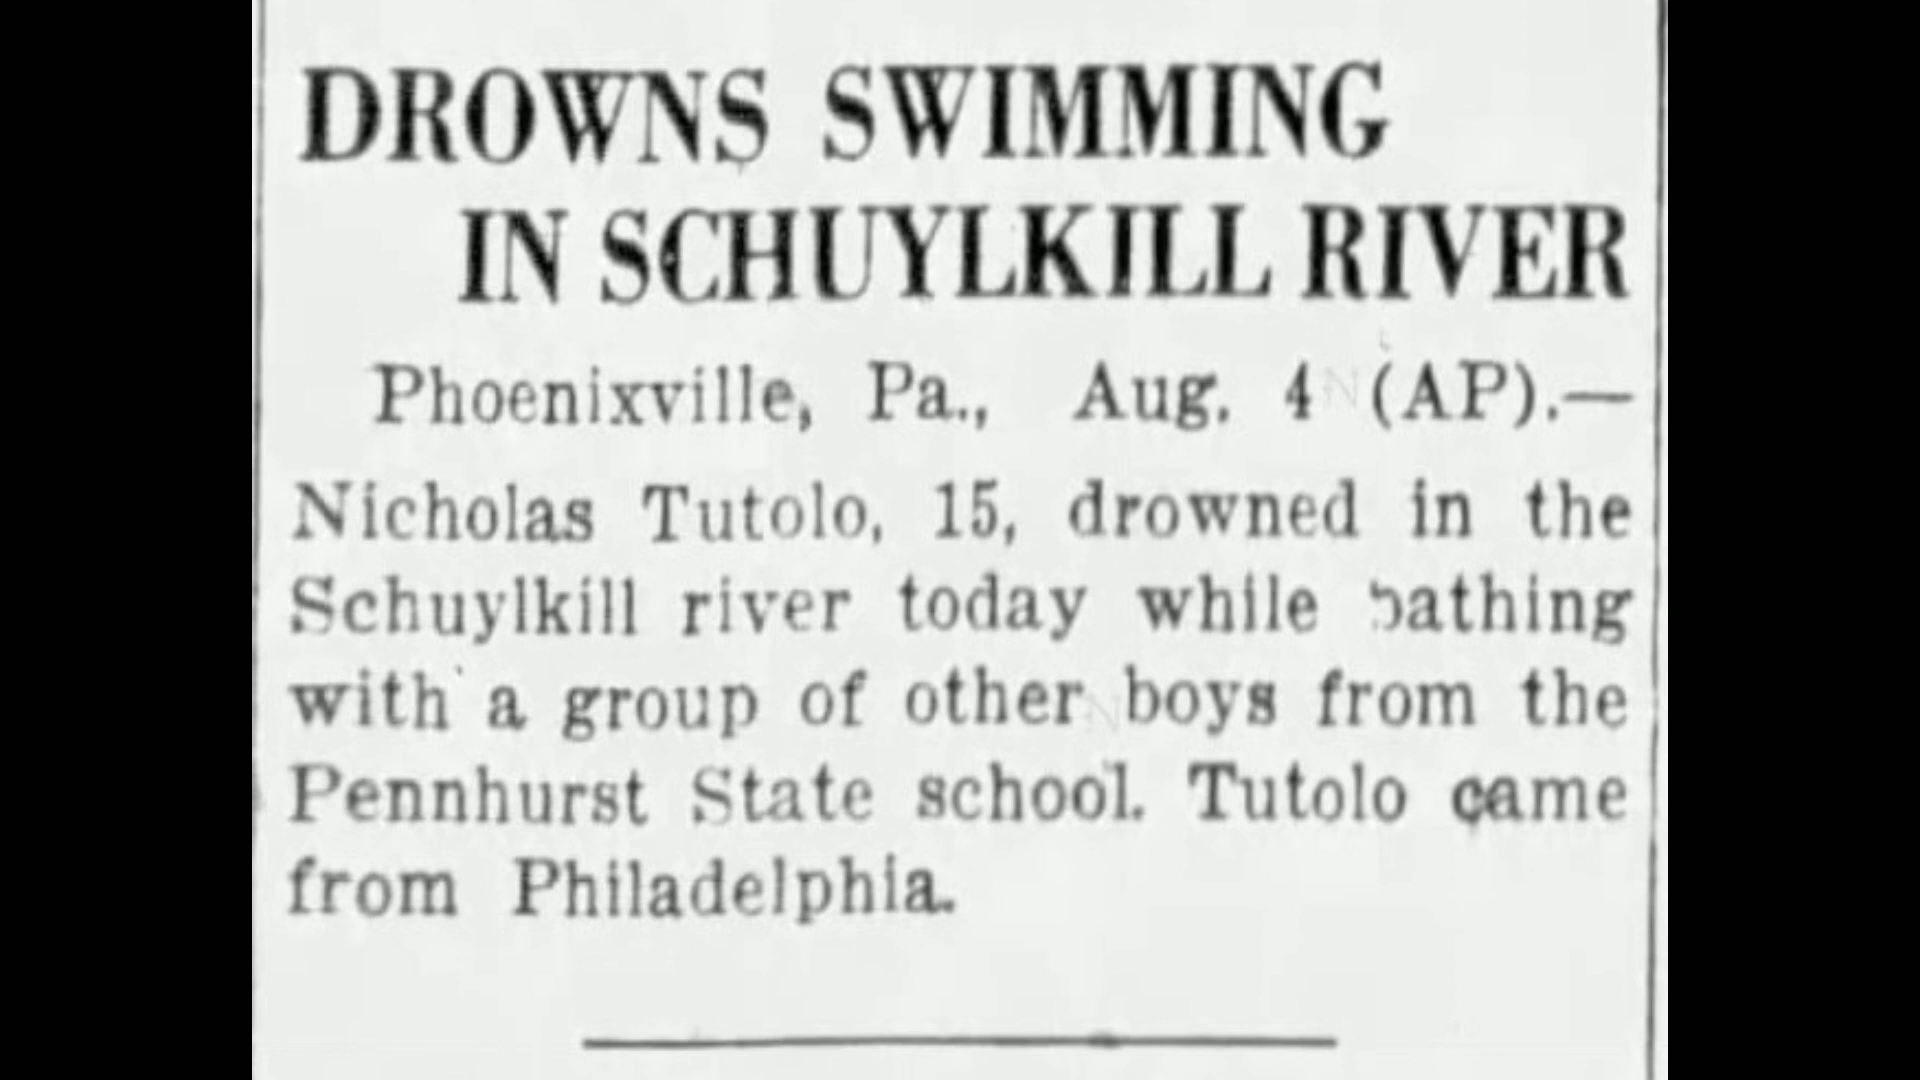 DROWNS SWIMMING
IN SCHUYLKILL RIVER
Phoenixville, Pa., Aug. 4 (AP).—
Nicholas Tutolo, 15, drowned in the
Schuylkill river today while bathing
with a group of other boys from the
Pennhurst State school. Tutolo came
from Philadelphia.